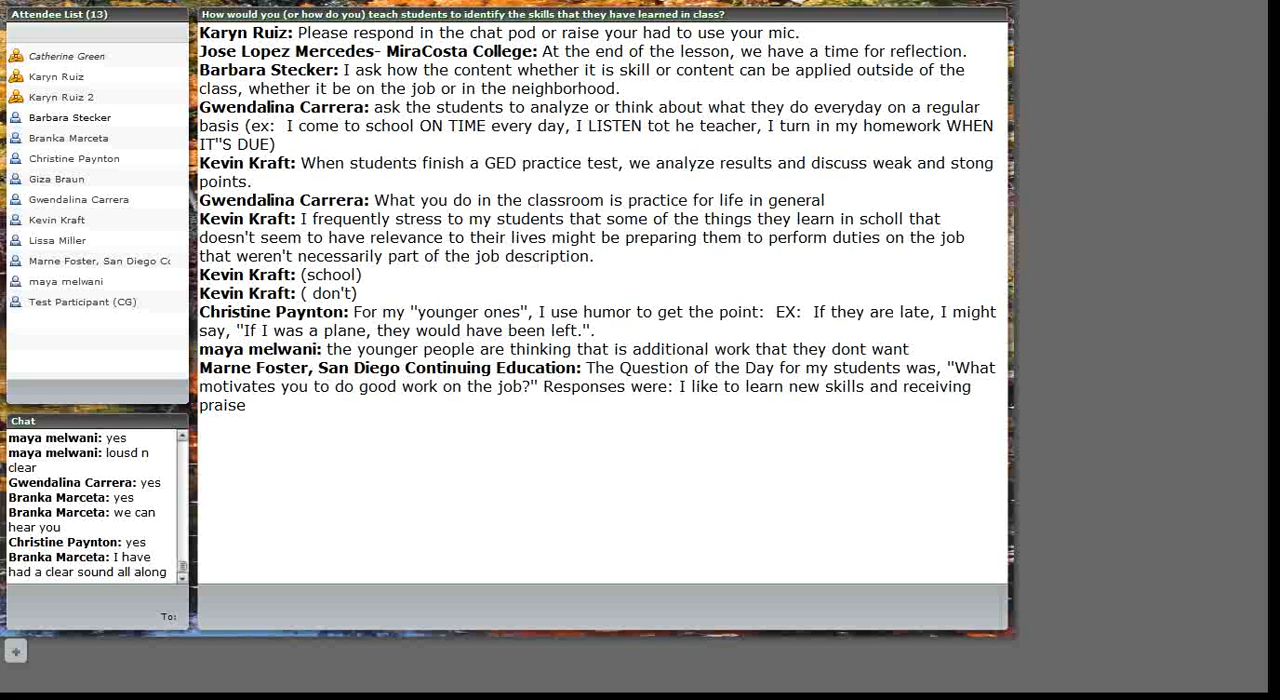 Attendee List (13)
Catherine Green
Karyn Ruiz
Karyn Ruiz 2
Barbara Stecker
Branka Marceta
Christine Paynton
Giza Braun
Gwendalina Carrera
Kevin Kraft
Lissa Miller
Marne Foster, San Diego Cc
maya melwani
Test Participant (CG)
Chat
maya melwani: yes
maya melwani: lousd n
clear
Gwendalina Carrera: yes
Branka Marceta: yes
Branka Marceta: we can
hear you
Christine Paynton: yes
Branka Marceta: I have
had a clear sound all along
To:
How would you (or how do you) teach students to identify the skills that they have learned in class?
Karyn Ruiz: Please respond in the chat pod or raise your had to use your mic.
Jose Lopez Mercedes- MiraCosta College: At the end of the lesson, we have a time for reflection.
Barbara Stecker: I ask how the content whether it is skill or content can be applied outside of the
class, whether it be on the job or in the neighborhood.
Gwendalina Carrera: ask the students to analyze or think about what they do everyday on a regular
basis (ex:  I come to school ON TIME every day, I LISTEN tot he teacher, I turn in my homework WHEN
IT"S DUE)
Kevin Kraft: When students finish a GED practice test, we analyze results and discuss weak and stong
points.
Gwendalina Carrera: What you do in the classroom is practice for life in general
Kevin Kraft: I frequently stress to my students that some of the things they learn in scholl that
doesn't seem to have relevance to their lives might be preparing them to perform duties on the job
that weren't necessarily part of the job description.
Kevin Kraft: (school)
Kevin Kraft: ( don't)
Christine Paynton: For my "younger ones", I use humor to get the point:  EX:  If they are late, I might
say, "If I was a plane, they would have been left.".
maya melwani: the younger people are thinking that is additional work that they dont want
Marne Foster, San Diego Continuing Education: The Question of the Day for my students was, "What
motivates you to do good work on the job?" Responses were: I like to learn new skills and receiving
praise